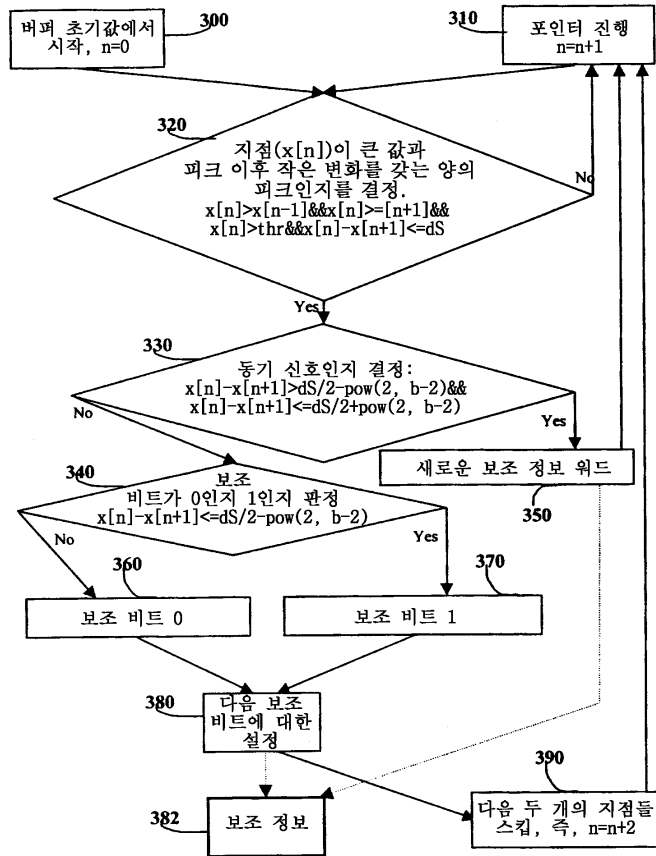 300
버퍼 초기값에서
시작, n=0
310
포인터 진행
n=n+1
320
지점(x[n])이 큰 값과
피크 이후 작은 변화를 갖는 양의
피크인지를 결정.
x[n]>x[n-1]&&x[n]>=[n+1]&&
x[n]>thr&&x[n]-x[n+1]<=dS
No
Yes
330
동기 신호인지 결정:
x[n]-x[n+1]>dS/2-pow(2, b-2)&&
x[n]-x[n+1]<=dS/2+pow(2, b-2)
No
Yes
새로운 보조 정보 워드
350
340
보조
비트가 0인지 1인지 판정
x[n]-x[n+1]<=dS/2-pow(2, b-2)
No
Yes
360
보조 비트 0
370
보조 비트 1
380
다음 보조
비트에 대한
설정
390
다음 두 개의 지점들
스킵, 즉, n=n+2
382
보조 정보